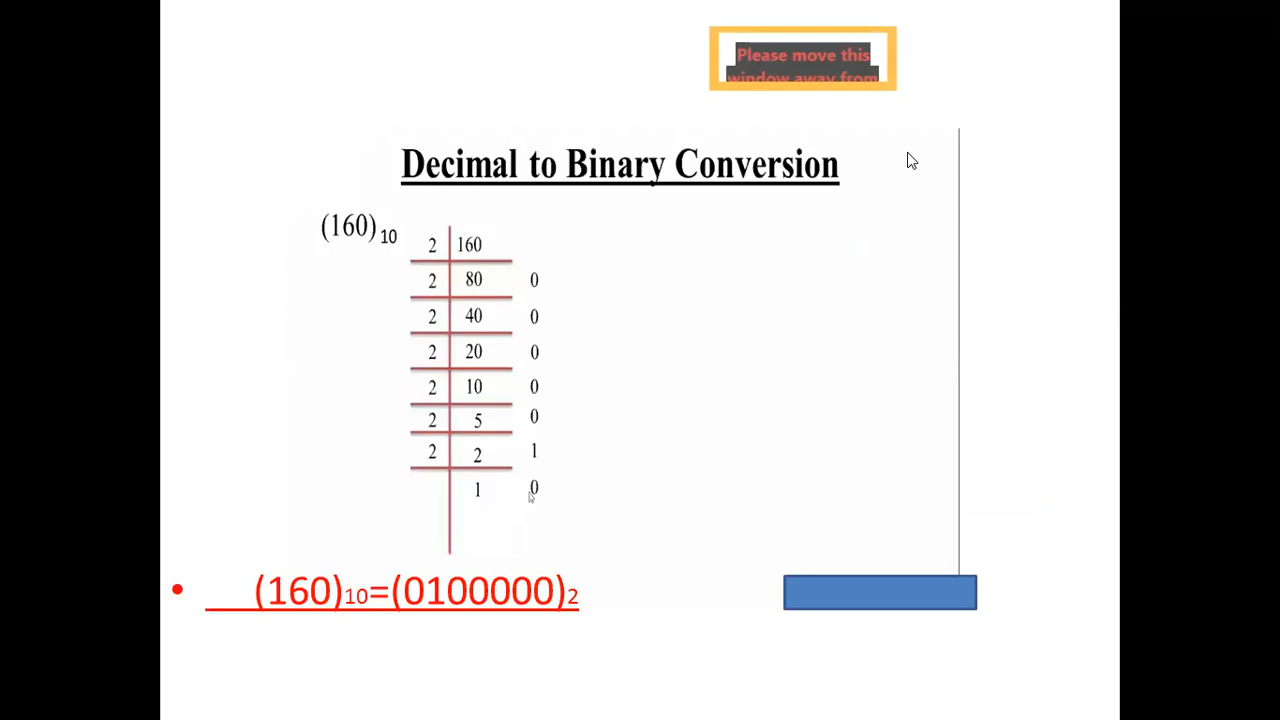 Please move this
window away from
Decimal to Binary Conversion
(160)10
2 160
2 80 0
2 40 0
2 20 0
2 10 0
2 5 0
2 2 1
1 0
• (160)10=(0100000)2